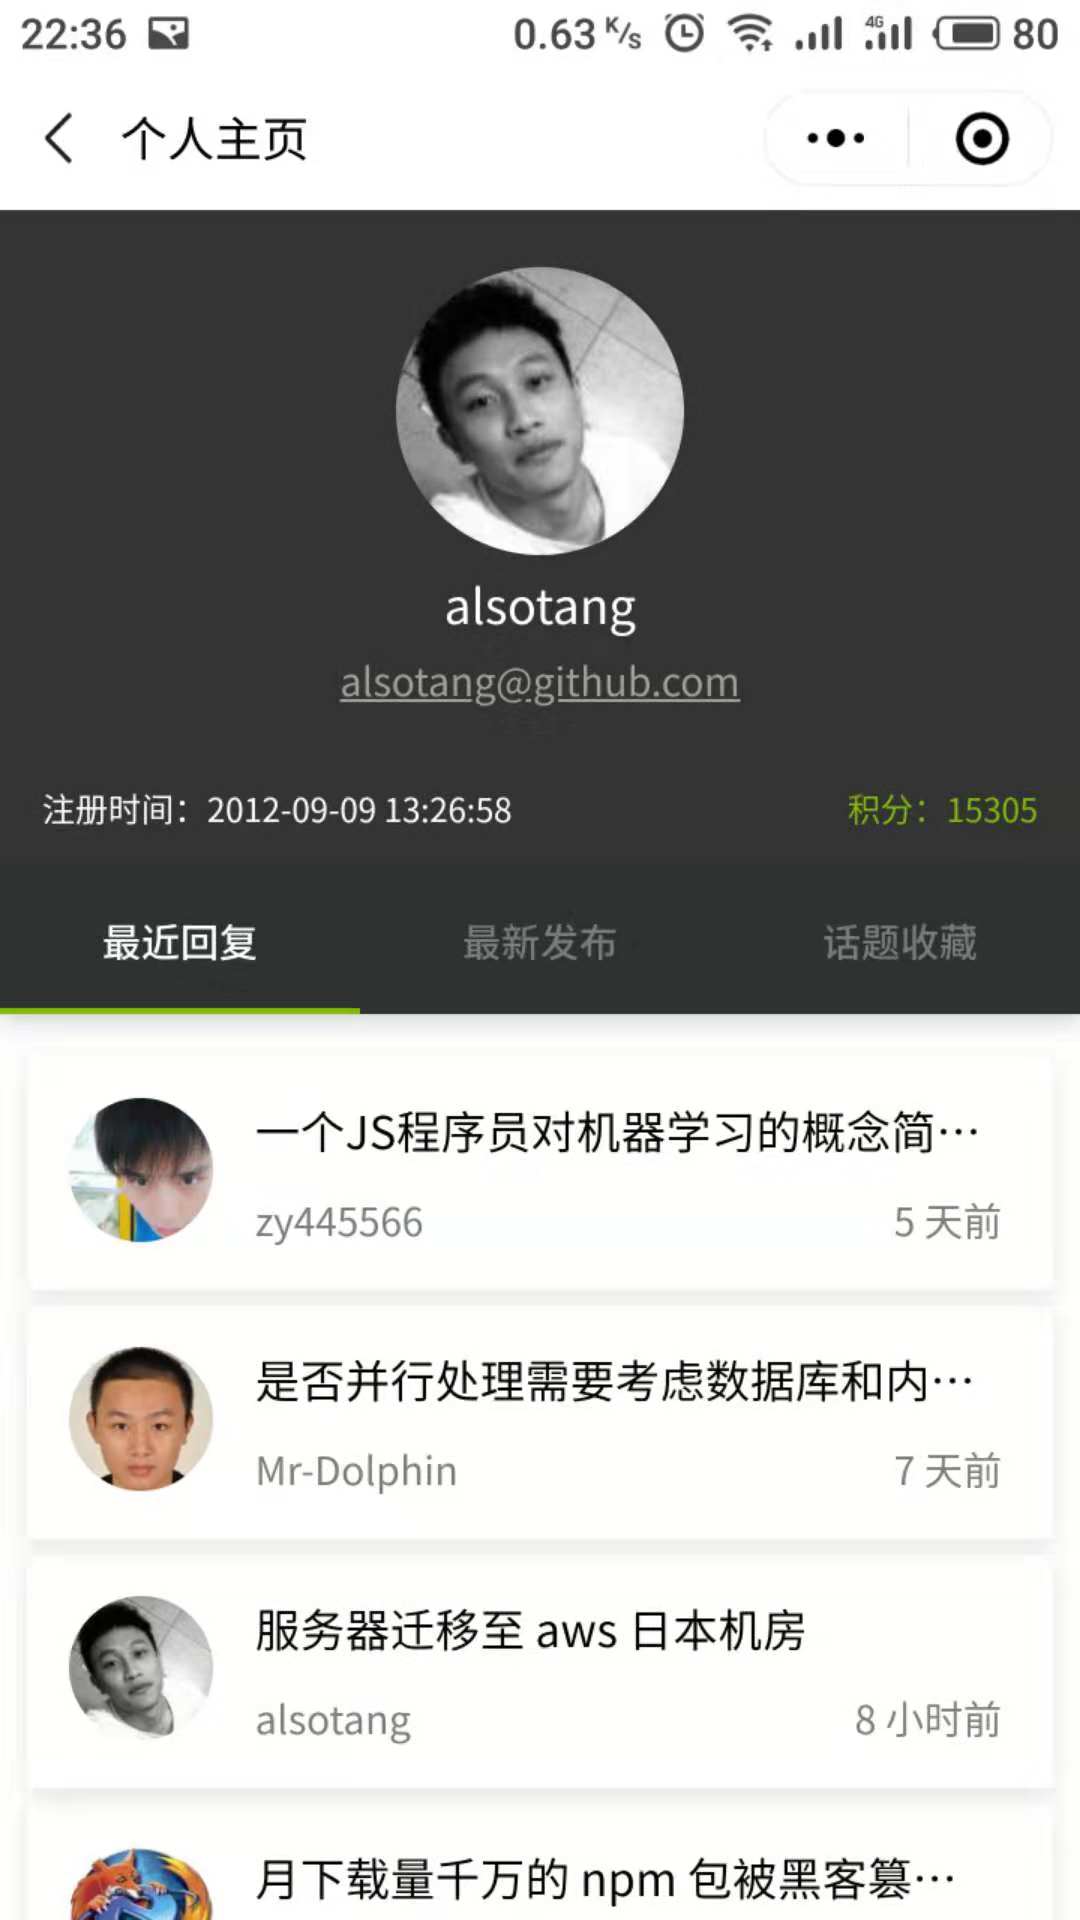 22:36 0.63 K/s 4G 80
个人主页
alsotang
alsotang@github.com
注册时间：2012-09-09 13:26:58 积分：15305
最近回复 最新发布 话题收藏
一个JS程序员对机器学习的概念简…
zy445566 5 天前
是否并行处理需要考虑数据库和内…
Mr-Dolphin 7 天前
服务器迁移至 aws 日本机房
alsotang 8 小时前
月下载量千万的 npm 包被黑客篡…